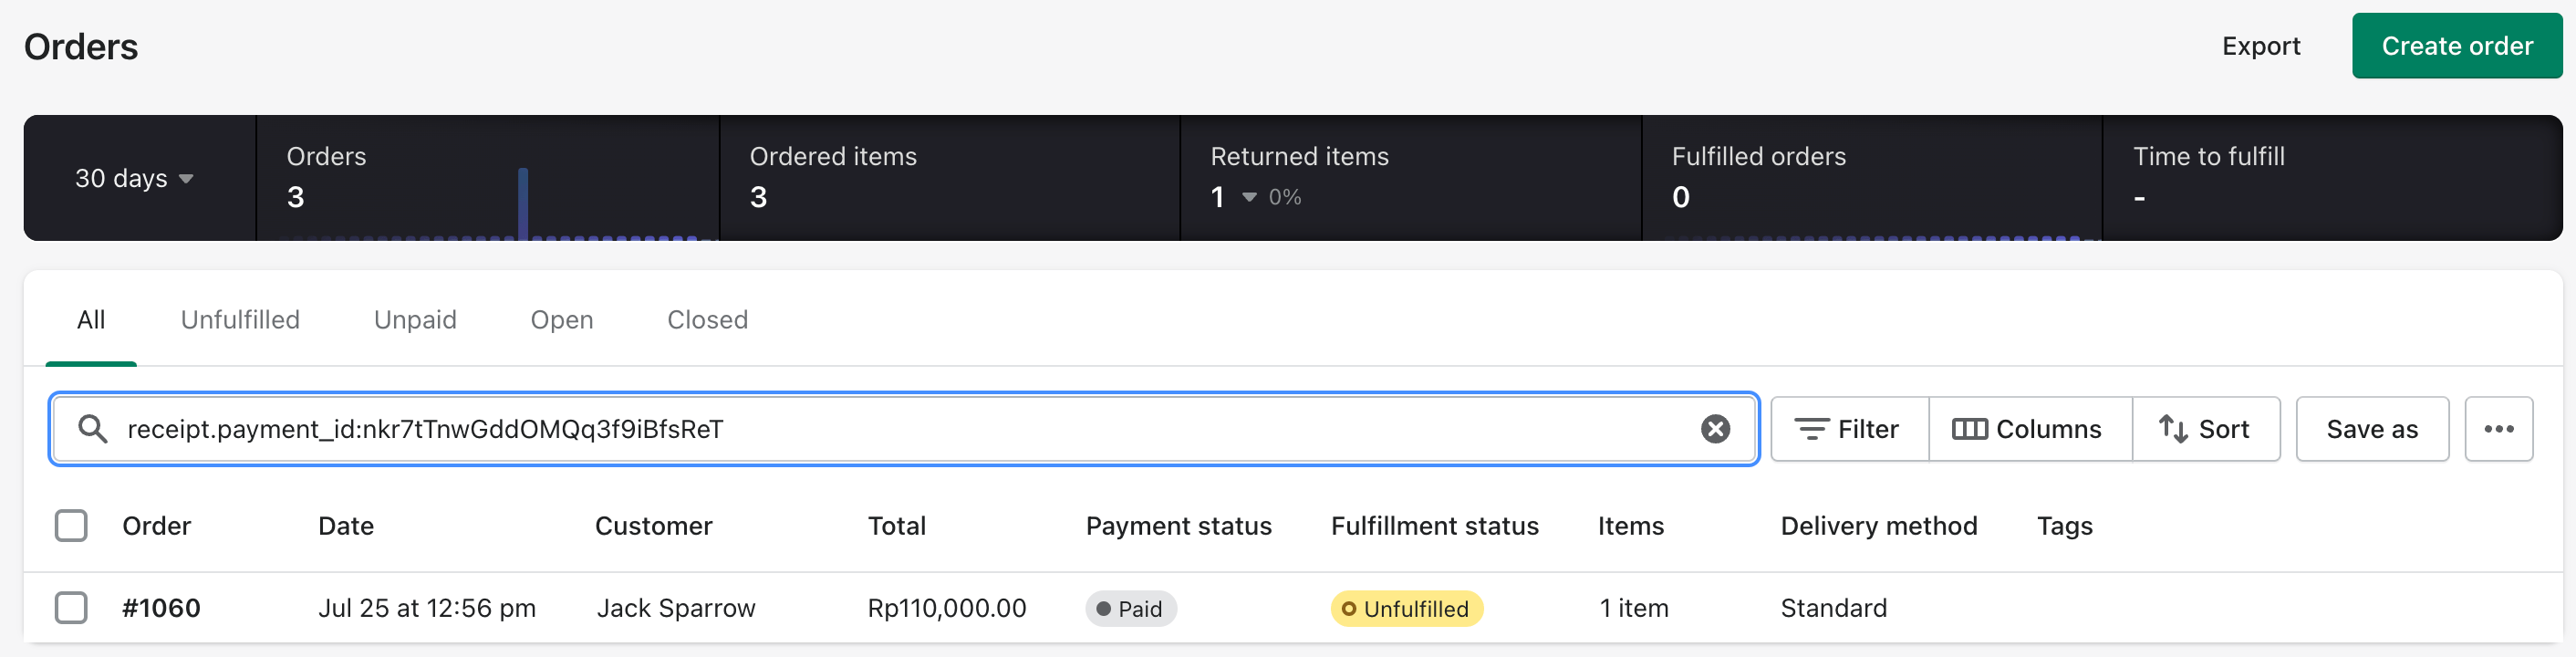 Orders
Export
Create order
30 days
Orders
3
Ordered items
3
Returned items
1 0%
Fulfilled orders
0
Time to fulfill
-
All Unfulfilled Unpaid Open Closed
receipt.payment_id:nkr7tTnwGddOMQq3f9iBfsReT
Filter Columns Sort Save as
Order Date Customer Total Payment status Fulfillment status Items Delivery method Tags
#1060 Jul 25 at 12:56 pm Jack Sparrow Rp110,000.00 Paid Unfulfilled 1 item Standard